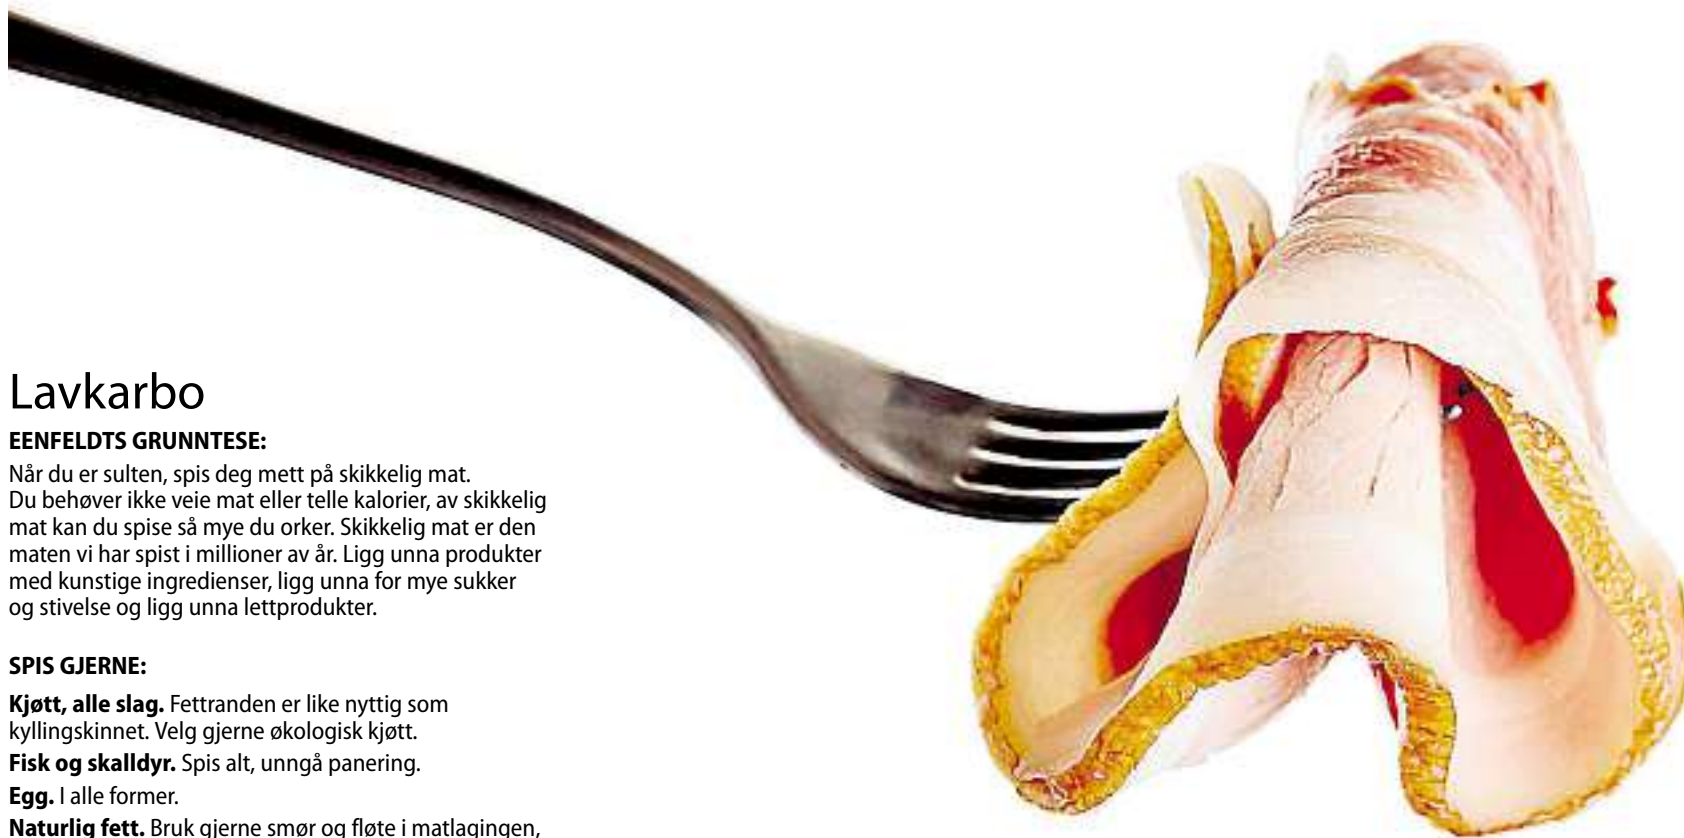 Lavkarbo
EENFELDTS GRUNNTESE:
Når du er sulten, spis deg mett på skikkelig mat.
Du behøver ikke veie mat eller telle kalorier, av skikkelig
mat kan du spise så mye du orker. Skikkelig mat er den
maten vi har spist i millioner av år. Ligg unna produkter
med kunstige ingredienser, ligg unna for mye sukker
og stivelse og ligg unna lettprodukter.
SPIS GJERNE:
Kjøtt, alle slag. Fettranden er like nyttig som
kyllingskinnet. Velg gjerne økologisk kjøtt.
Fisk og skalldyr. Spis alt, unngå panering.
Egg. I alle former.
Naturlig fett. Bruk gjerne smør og fløte i matlagingen,